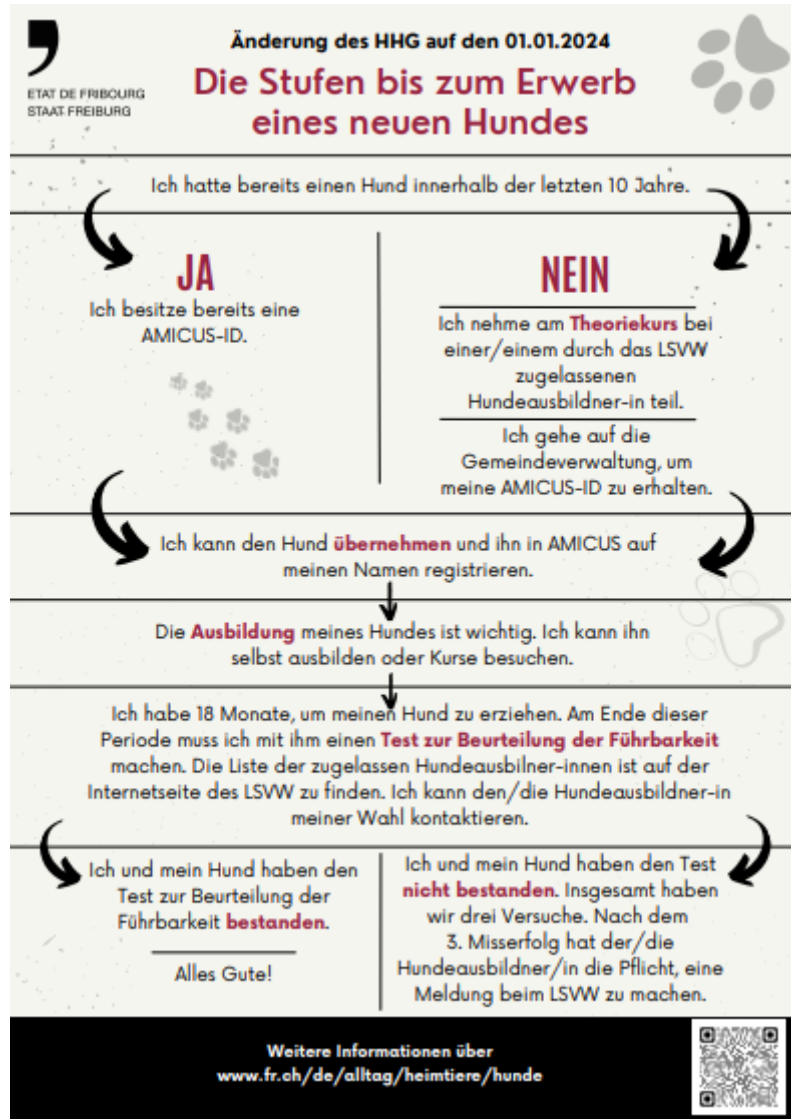 Änderung des HHG auf den 01.01.2024
Die Stufen bis zum Erwerb
eines neuen Hundes
ETAT DE FRIBOURG
STAAT FREIBURG
Ich hatte bereits einen Hund innerhalb der letzten 10 Jahre.
JA
Ich besitze bereits eine
AMICUS-ID.
NEIN
Ich nehme am Theoriekurs bei
einer/einem durch das LSVW
zugelassenen
Hundeausbildner-in teil.
Ich gehe auf die
Gemeindeverwaltung, um
meine AMICUS-ID zu erhalten.
Ich kann den Hund übernehmen und ihn in AMICUS auf
meinen Namen registrieren.
Die Ausbildung meines Hundes ist wichtig. Ich kann ihn
selbst ausbilden oder Kurse besuchen.
Ich habe 18 Monate, um meinen Hund zu erziehen. Am Ende dieser
Periode muss ich mit ihm einen Test zur Beurteilung der Führbarkeit
machen. Die Liste der zugelassen Hundeausbilner-innen ist auf der
Internetseite des LSVW zu finden. Ich kann den/die Hundeausbildner-in
meiner Wahl kontaktieren.
Ich und mein Hund haben den
Test zur Beurteilung der
Führbarkeit bestanden.
Alles Gute!
Ich und mein Hund haben den Test
nicht bestanden. Insgesamt haben
wir drei Versuche. Nach dem
3. Misserfolg hat der/die
Hundeausbildner/in die Pflicht, eine
Meldung beim LSVW zu machen.
Weitere Informationen über
www.fr.ch/de/alltag/heimtiere/hunde